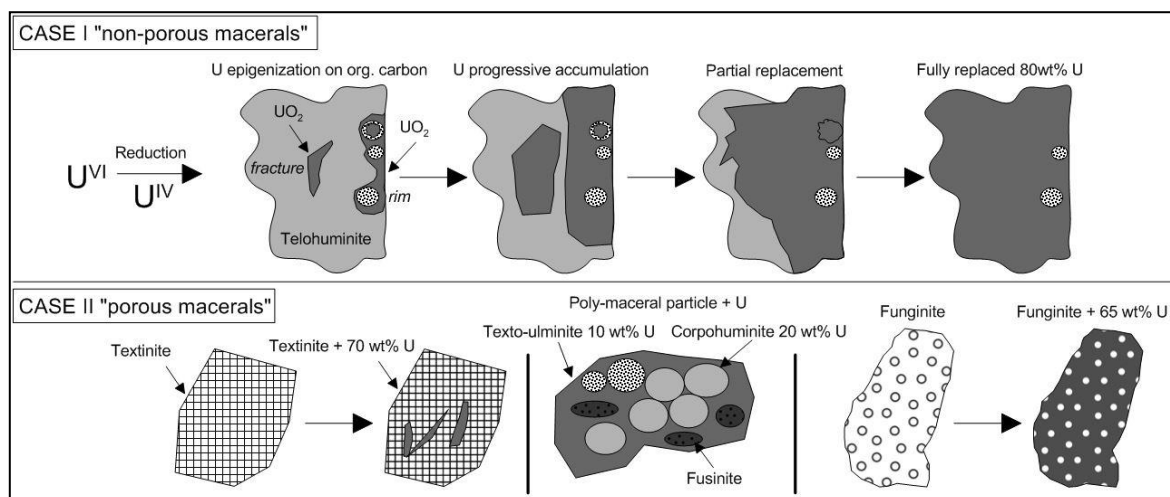 CASE I "non-porous macerals"
U epigenization on org. carbon
U progressive accumulation
Partial replacement
Fully replaced 80wt% U
UO2
UO2
Reduction
fracture
UVI
UIV
rim
Telohuminite
CASE II "porous macerals"
Poly-maceral particle + U
Textinite
Textinite + 70 wt% U
Texto-ulminite 10 wt% U
Corpohuminite 20 wt% U
Funginite
Funginite + 65 wt% U
Fusinite